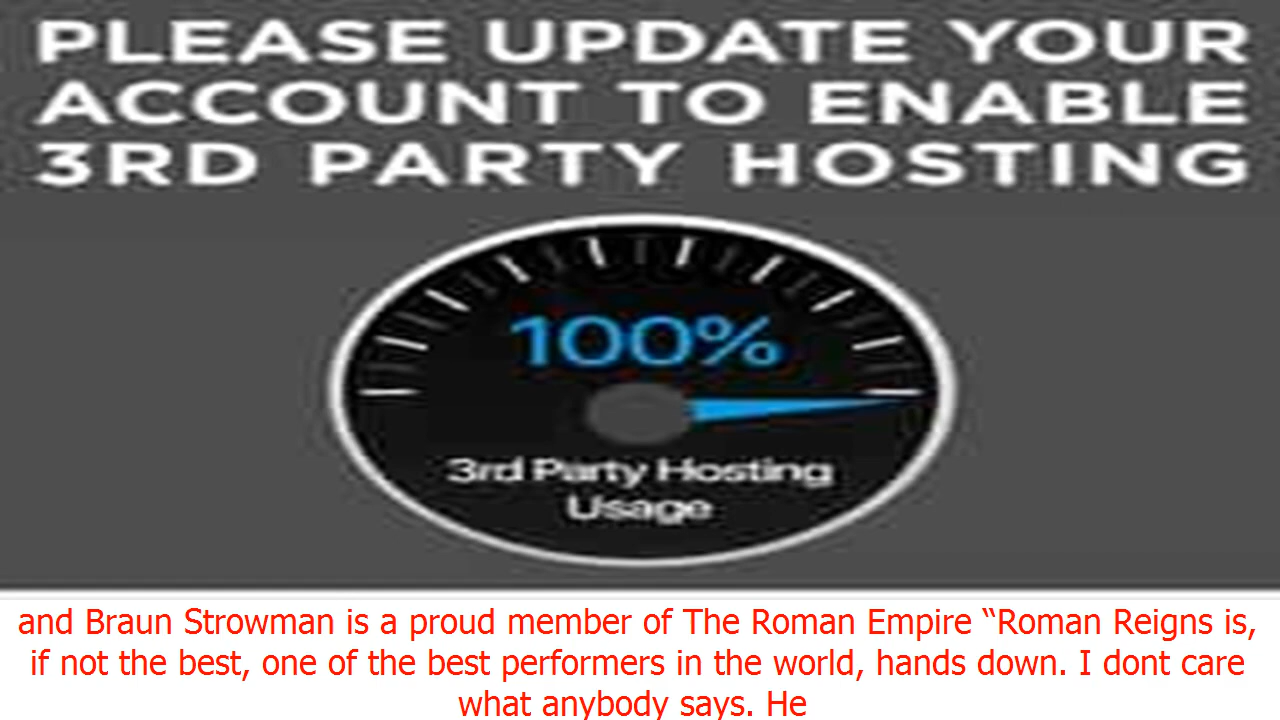 PLEASE UPDATE YOUR
ACCOUNT TO ENABLE
3RD PARTY HOSTING
100%
3rd Party Hosting
Usage
and Braun Strowman is a proud member of The Roman Empire “Roman Reigns is,
if not the best, one of the best performers in the world, hands down. I dont care
what anybody says. He